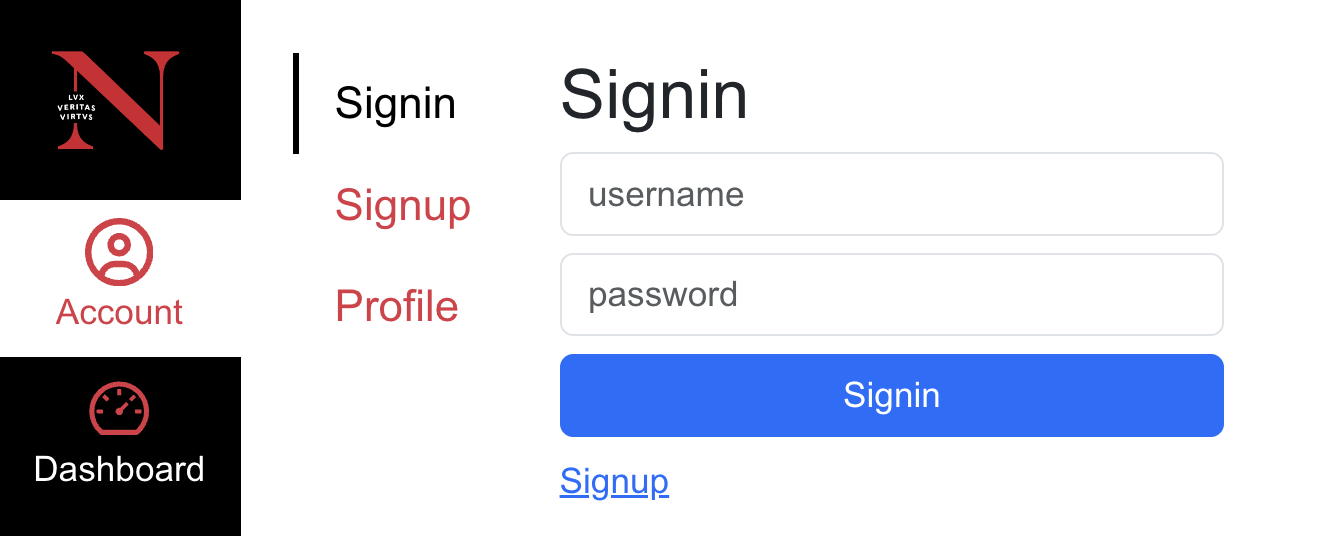 LVX
VERITAS
VIRTVS
Account
Dashboard
Signin
Signup
Profile
Signin
username
password
Signin
Signup